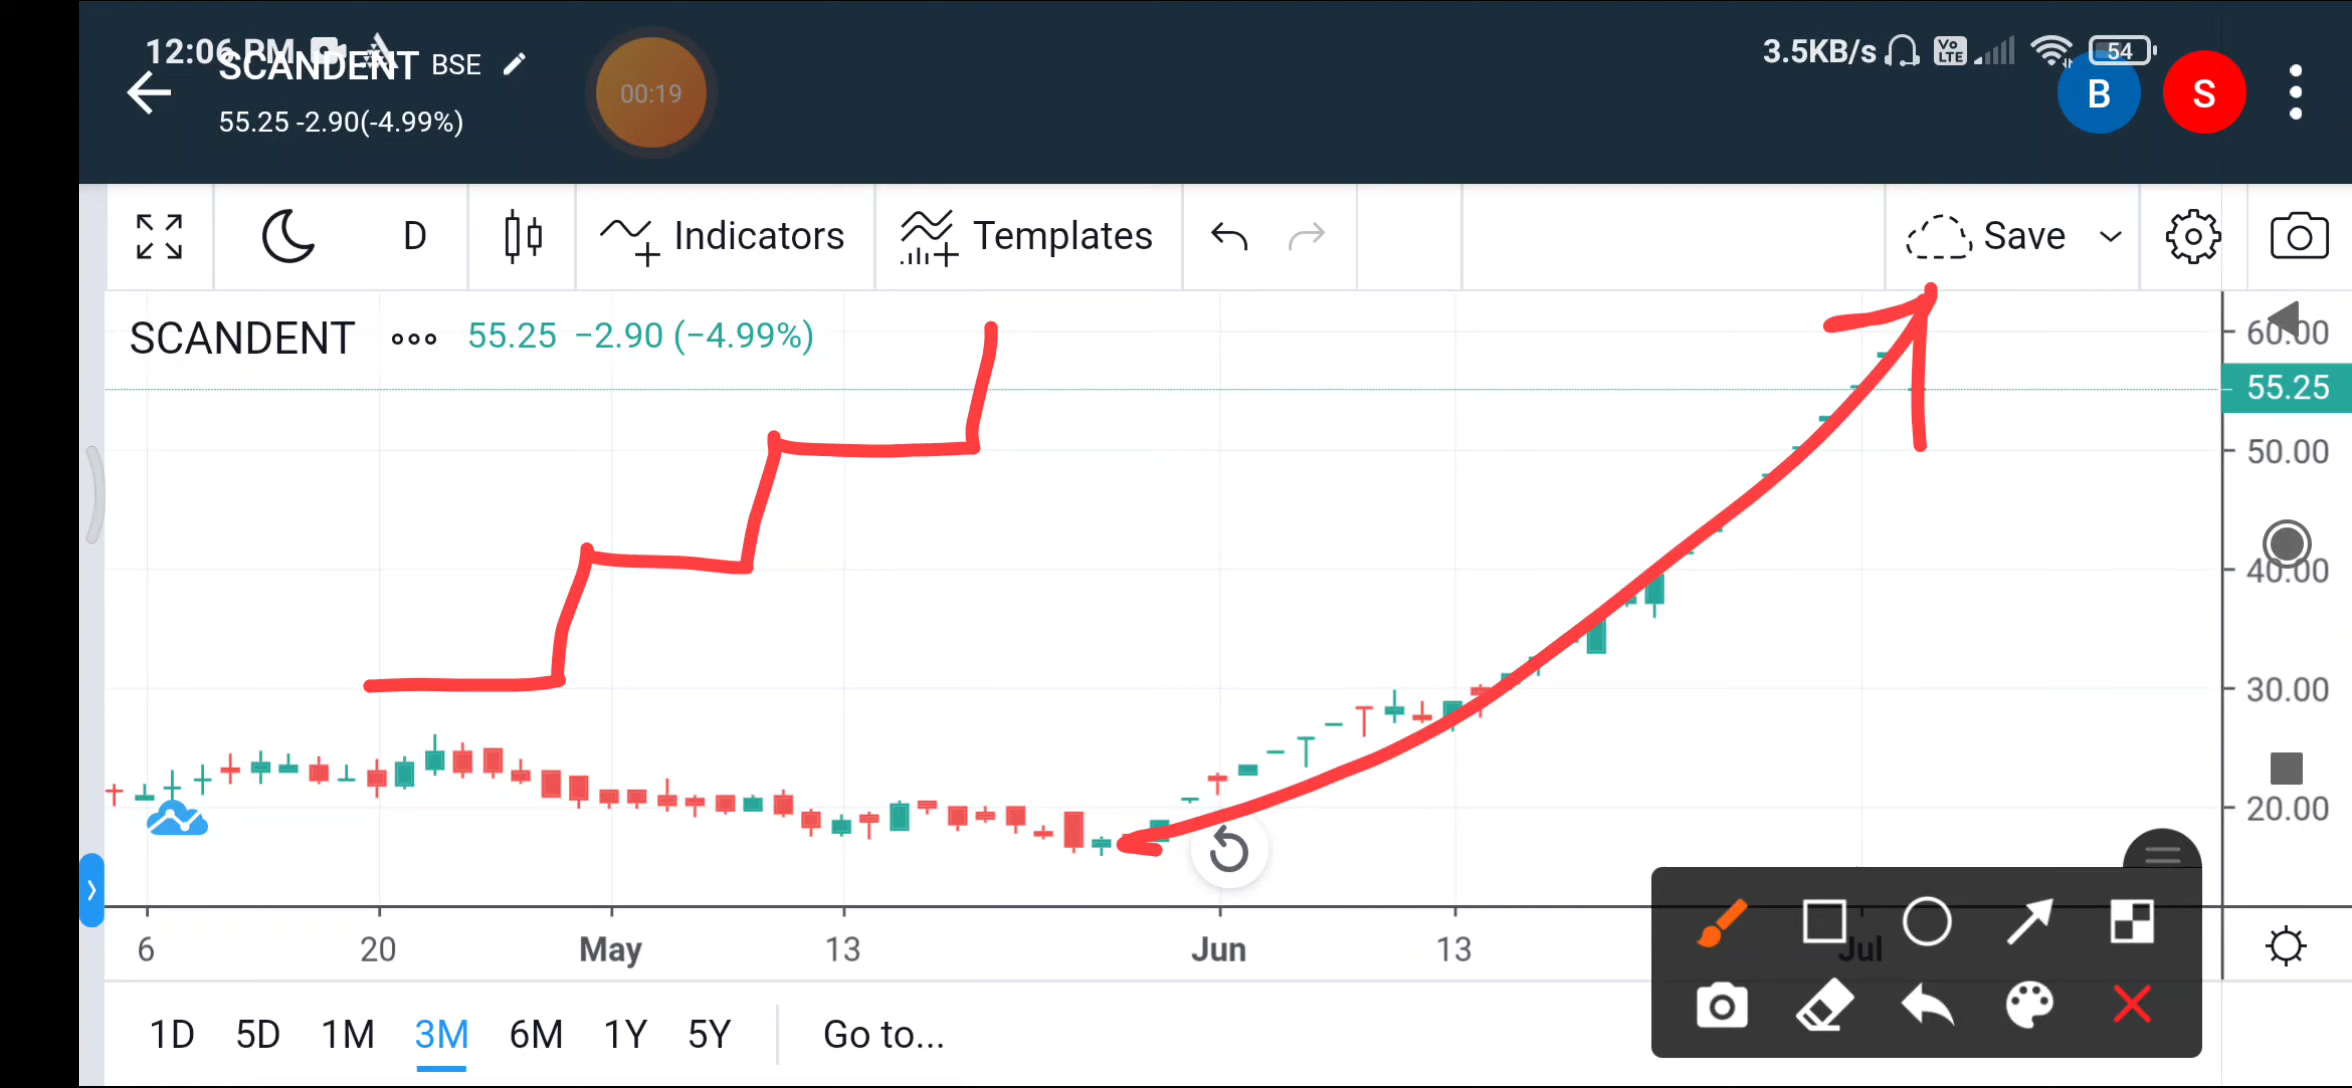 12:06 PM
3.5KB/s Vo LTE 54
SCANDENT BSE
55.25 -2.90(-4.99%)
00:19
B S
D Indicators Templates Save
SCANDENT 55.25 −2.90 (−4.99%)
60.00
55.25
50.00
40.00
30.00
20.00
6 20 May 13 Jun 13 Jul
1D 5D 1M 3M 6M 1Y 5Y Go to...